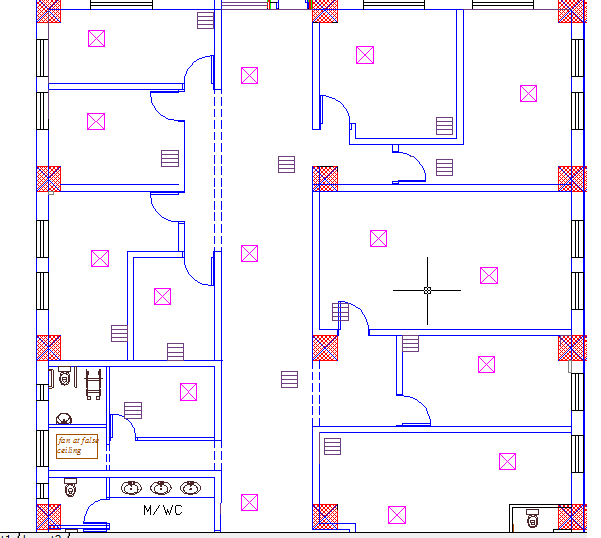 fan at false
ceiling
M/WC